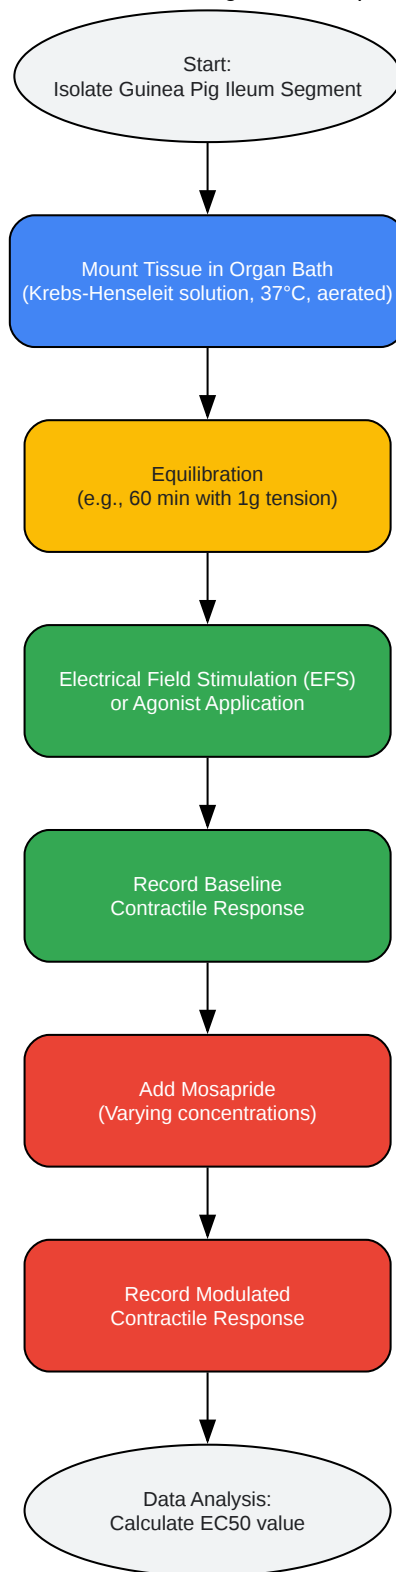 Start:
Isolate Guinea Pig Ileum Segment
Mount Tissue in Organ Bath
(Krebs-Henseleit solution, 37°C, aerated)
Equilibration
(e.g., 60 min with 1g tension)
Electrical Field Stimulation (EFS)
or Agonist Application
Record Baseline
Contractile Response
Add Mosapride
(Varying concentrations)
Record Modulated
Contractile Response
Data Analysis:
Calculate EC50 value